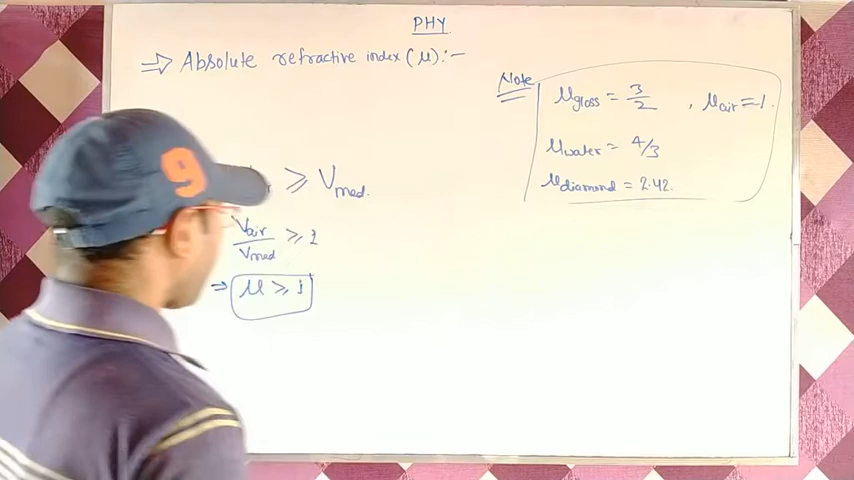 PHY
⇒ Absolute refractive index (μ):-
Note
μglass = 3/2 , μair = 1.
μwater = 4/3
μdiamond = 2.42.
≥ Vmed.
Vair/Vmed ≥ 1
⇒ μ ≥ 1
9